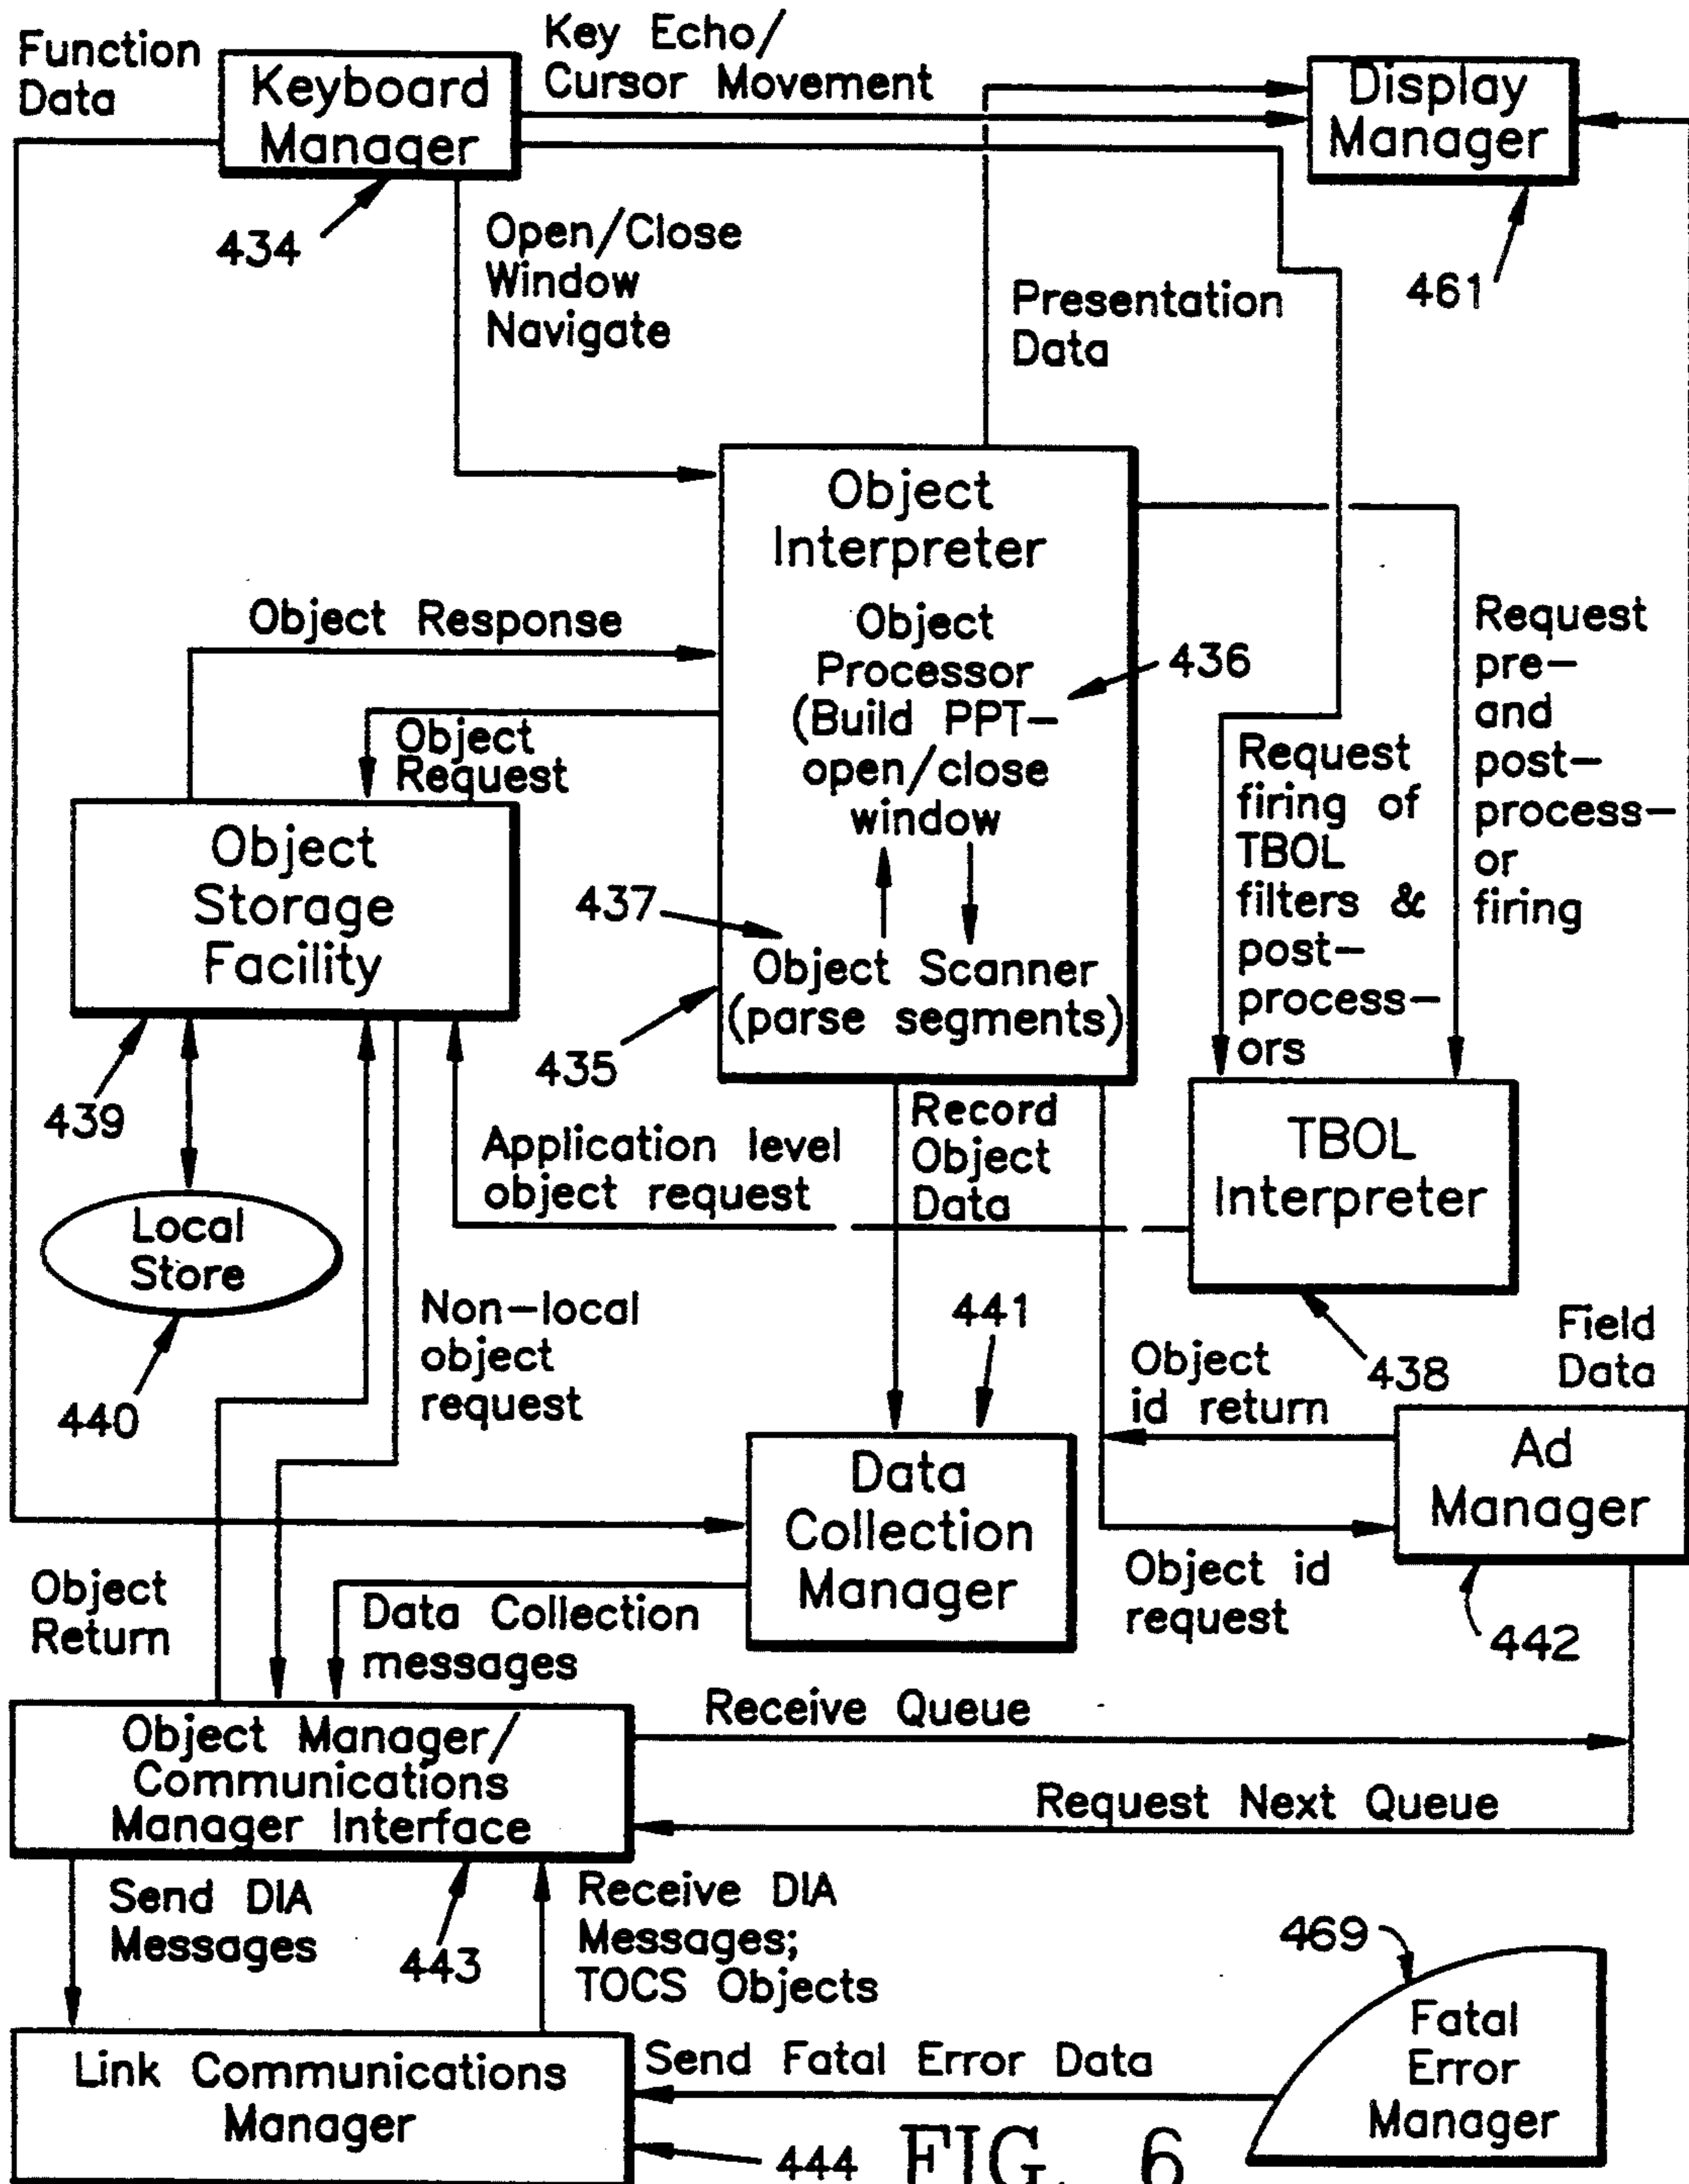 Function
Data
Keyboard
Manager
434
Key Echo/
Cursor Movement
Display
Manager
461
Open/Close
Window
Navigate
Presentation
Data
Object
Interpreter
Object
Processor
(Build PPT-
open/close
window
436
Object Scanner
(parse segments)
437
435
Object Response
Object
Request
Object
Storage
Facility
439
Request
firing of
TBOL
filters &
post-
process-
ors
Request
pre-
and
post-
process-
or
firing
Local
Store
440
Application level
object request
Record
Object
Data
TBOL
Interpreter
438
Non-local
object
request
441
Object
id return
Field
Data
Data
Collection
Manager
Ad
Manager
442
Object id
request
Object
Return
Data Collection
messages
Object Manager/
Communications
Manager Interface
443
Receive Queue
Request Next Queue
Send DIA
Messages
Receive DIA
Messages;
TOCS Objects
469
Fatal
Error
Manager
Link Communications
Manager
Send Fatal Error Data
444
FIG. 6